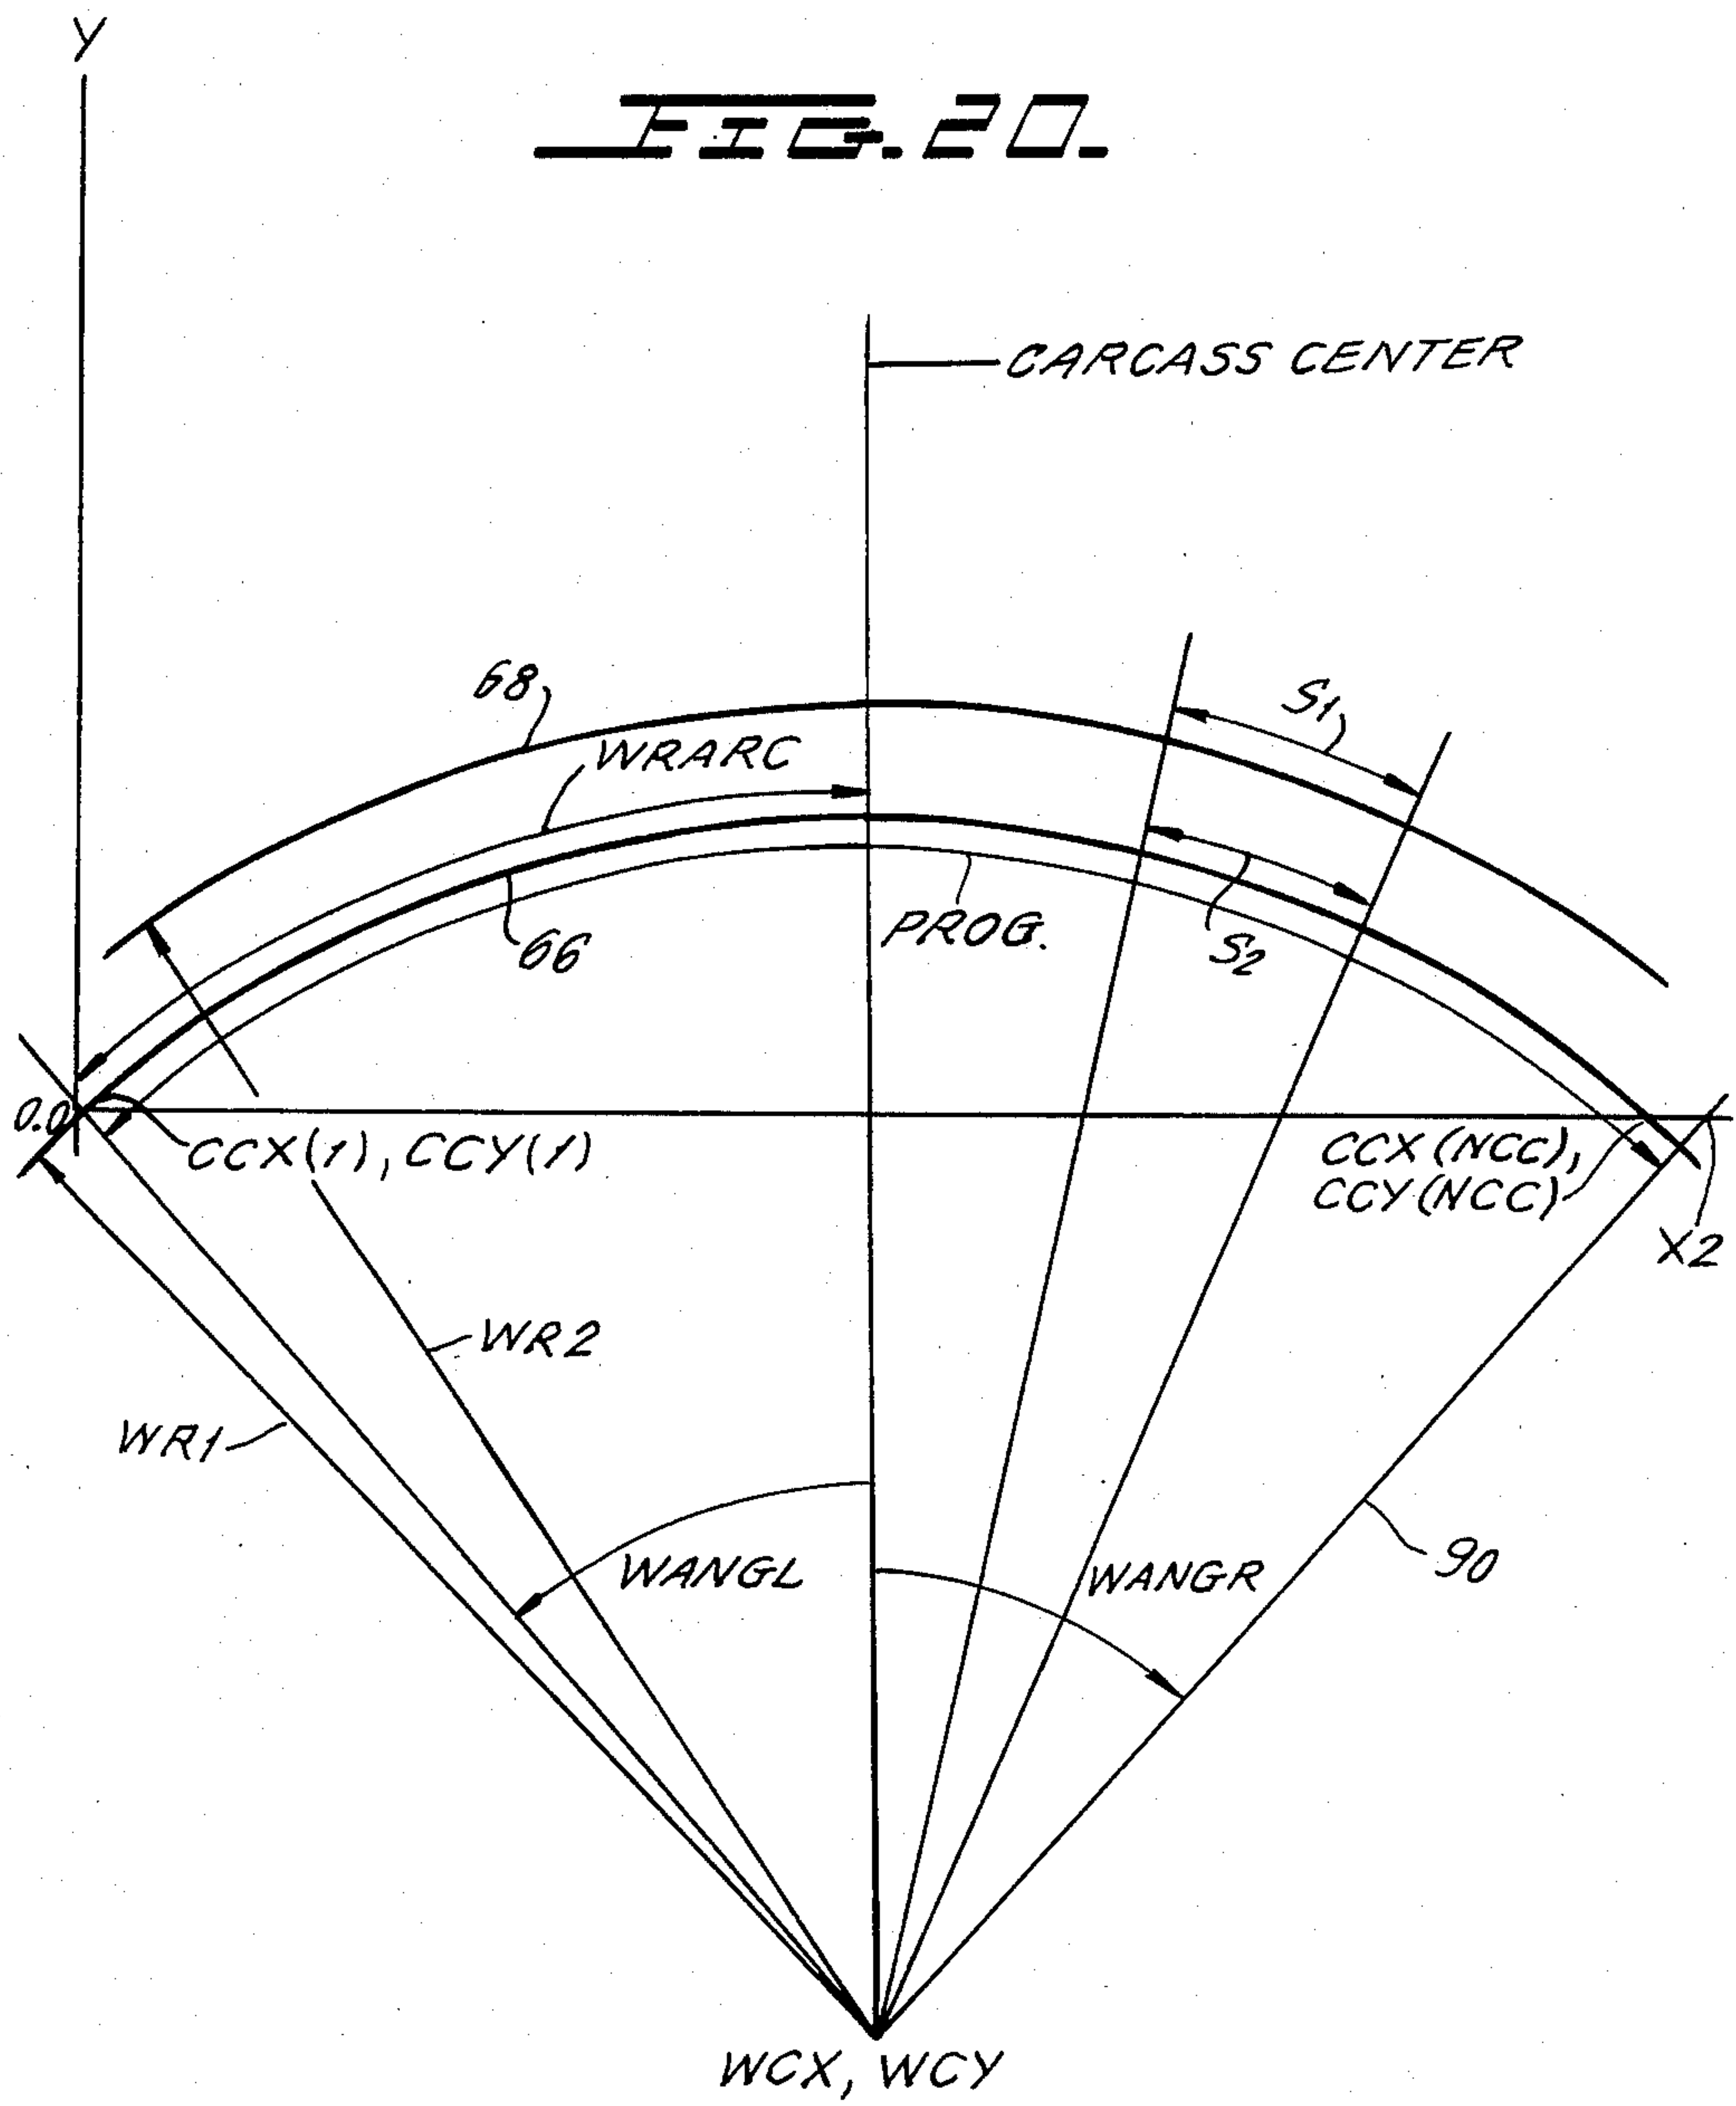 Y
FIG. 20.
CARCASS CENTER
68
S1
WRARC
66
PROG.
S2
0.0
CCX(1), CCY(1)
CCX(NCC),
CCY(NCC)
X2
WR2
WR1
WANGL
WANGR
90
WCX, WCY